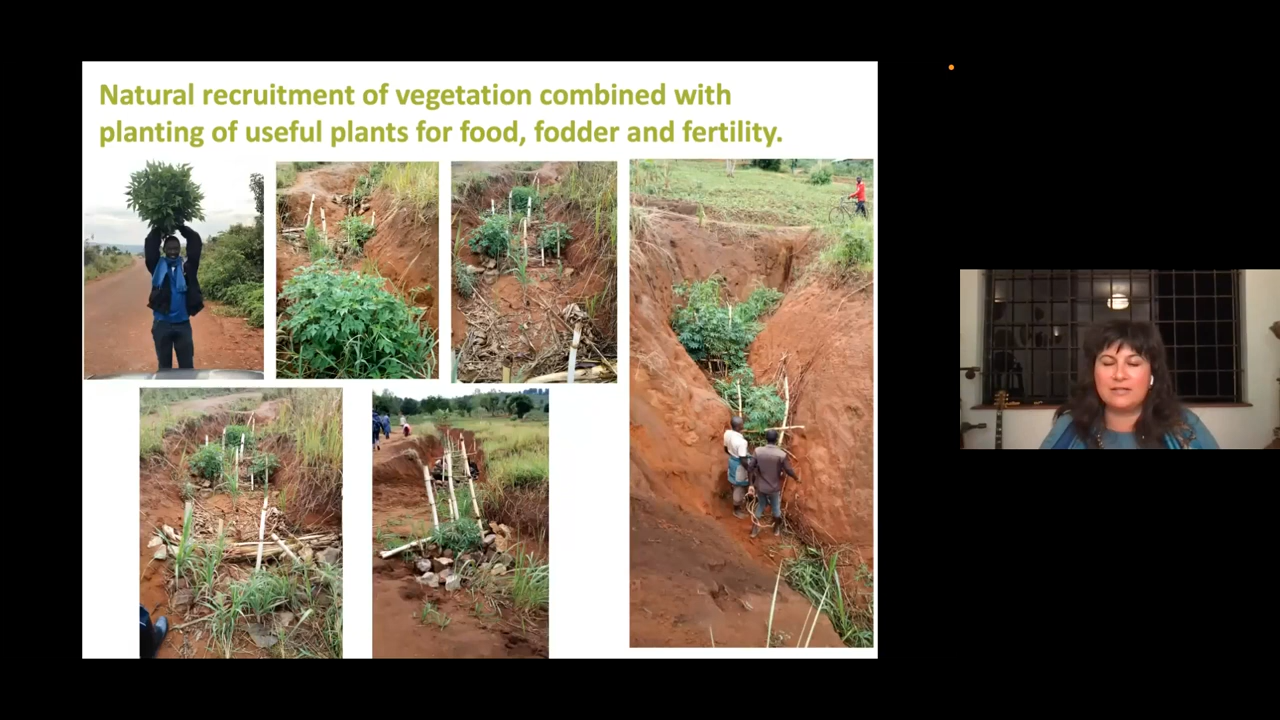 Natural recruitment of vegetation combined with
planting of useful plants for food, fodder and fertility.